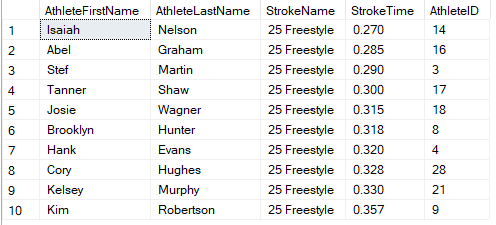 AthleteFirstName AthleteLastName StrokeName StrokeTime AthleteID
1 Isaiah Nelson 25 Freestyle 0.270 14
2 Abel Graham 25 Freestyle 0.285 16
3 Stef Martin 25 Freestyle 0.290 3
4 Tanner Shaw 25 Freestyle 0.300 17
5 Josie Wagner 25 Freestyle 0.315 18
6 Brooklyn Hunter 25 Freestyle 0.318 8
7 Hank Evans 25 Freestyle 0.320 4
8 Cory Hughes 25 Freestyle 0.328 28
9 Kelsey Murphy 25 Freestyle 0.330 21
10 Kim Robertson 25 Freestyle 0.357 9